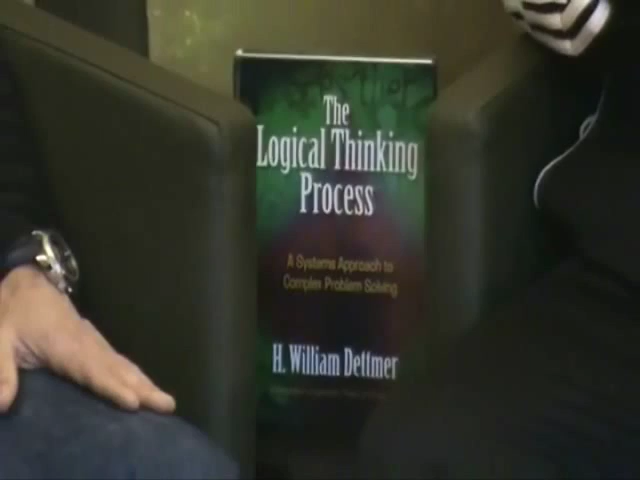 The
Logical Thinking
Process
A Systems Approach to
Complex Problem Solving
H. William Dettmer